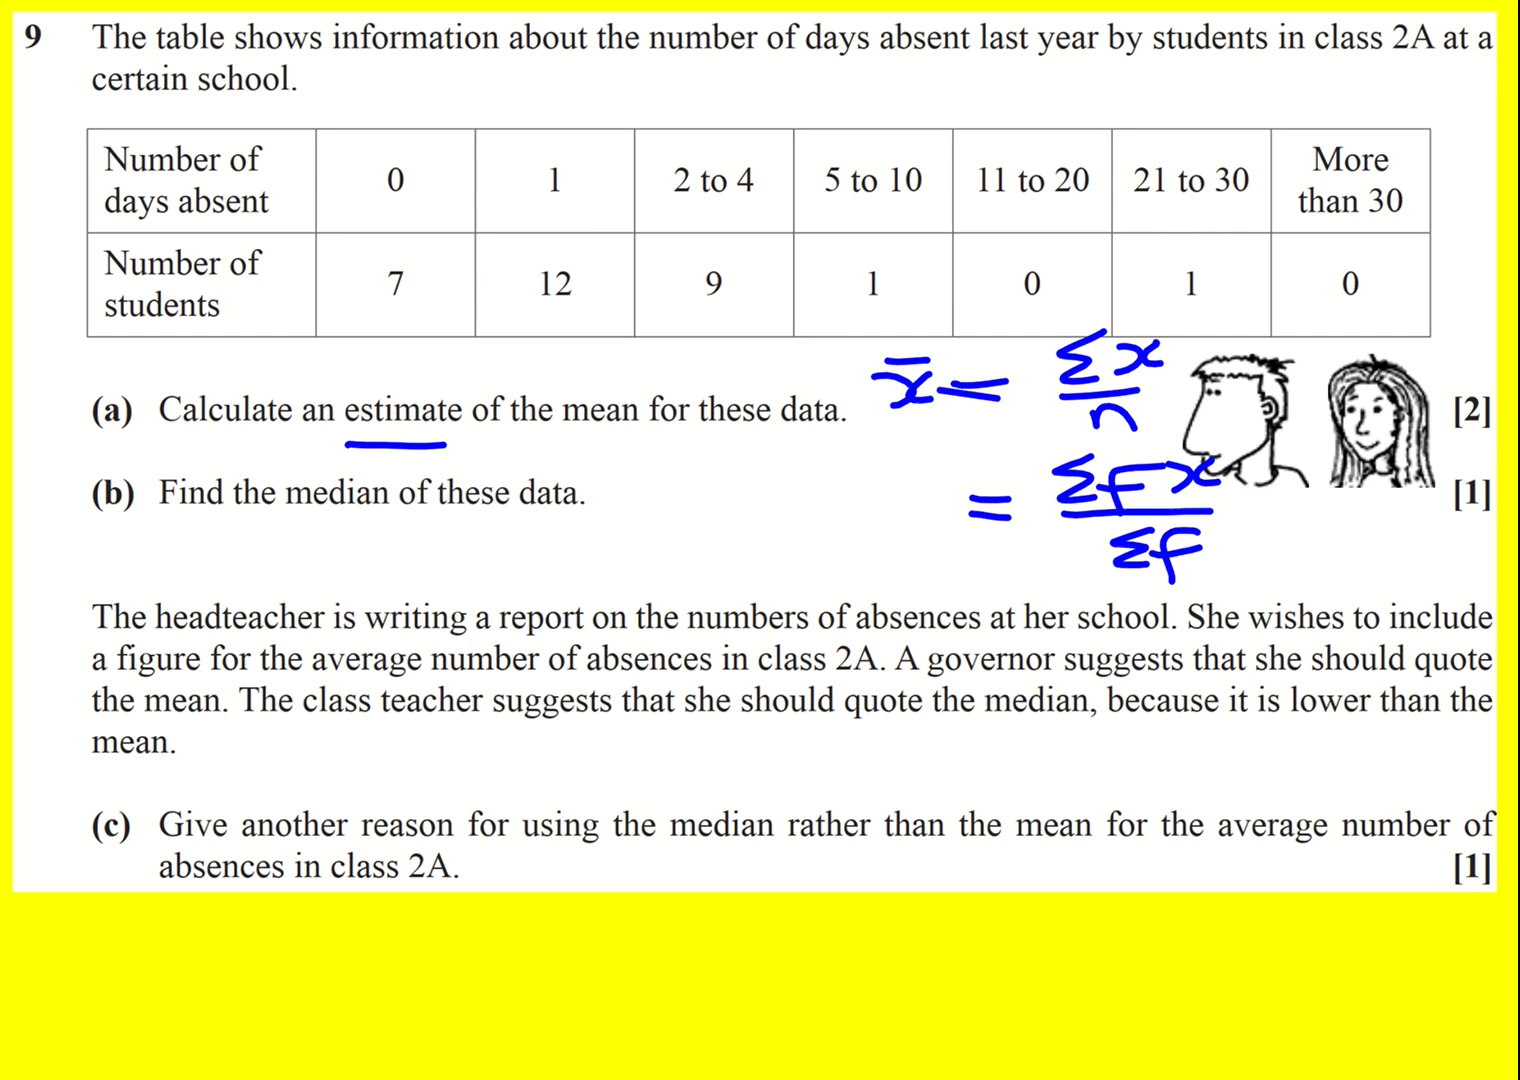 9 The table shows information about the number of days absent last year by students in class 2A at a
certain school.
Number of days absent 0 1 2 to 4 5 to 10 11 to 20 21 to 30 More than 30
Number of students 7 12 9 1 0 1 0
x̄ = Σx/n
(a) Calculate an estimate of the mean for these data. [2]
(b) Find the median of these data. [1]
= Σfx/Σf
The headteacher is writing a report on the numbers of absences at her school. She wishes to include
a figure for the average number of absences in class 2A. A governor suggests that she should quote
the mean. The class teacher suggests that she should quote the median, because it is lower than the
mean.
(c) Give another reason for using the median rather than the mean for the average number of
absences in class 2A. [1]